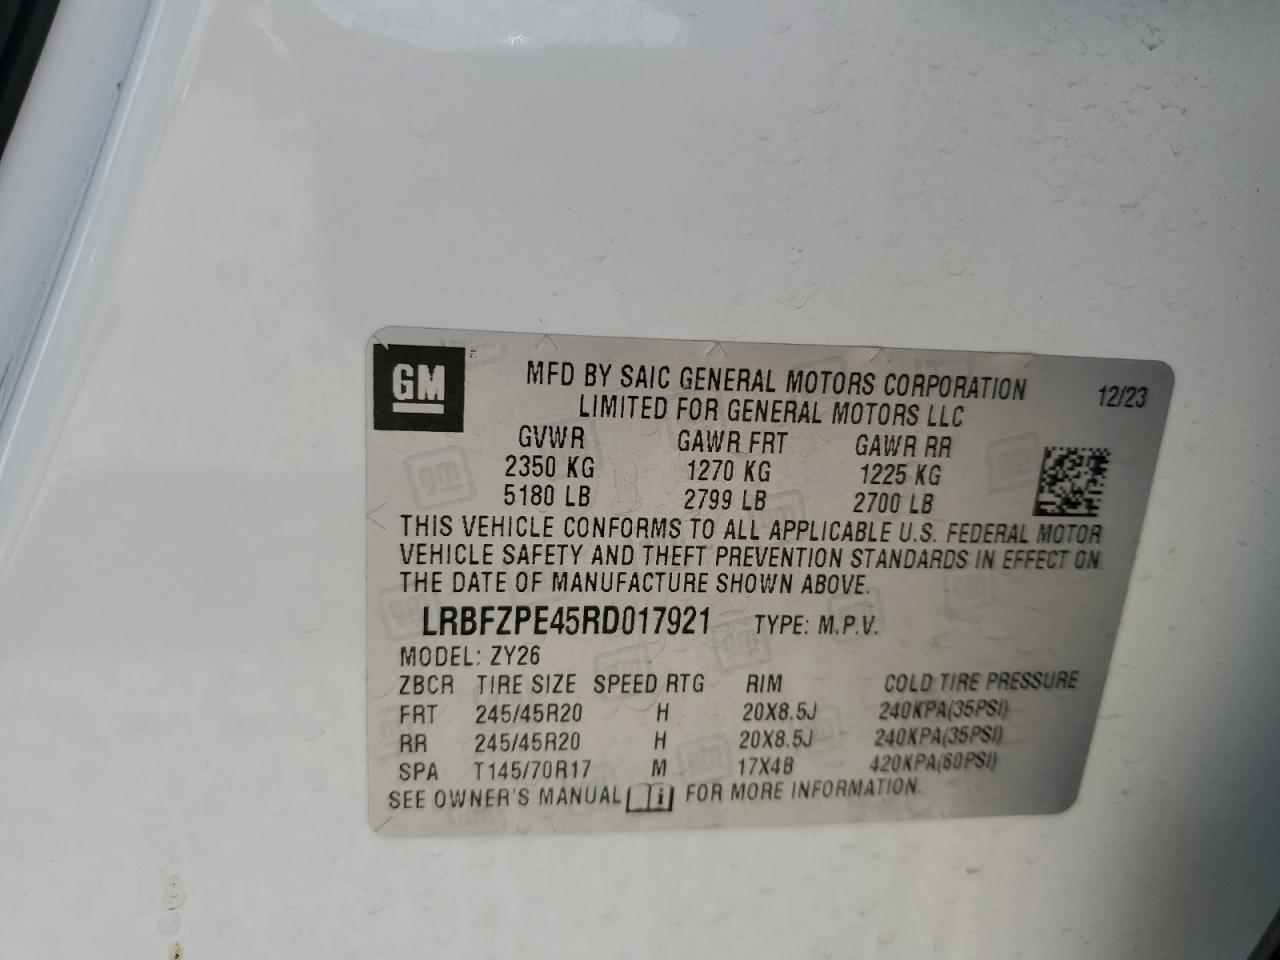 GM
MFD BY SAIC GENERAL MOTORS CORPORATION 12/23
LIMITED FOR GENERAL MOTORS LLC
GVWR GAWR FRT GAWR RR
2350 KG 1270 KG 1225 KG
5180 LB 2799 LB 2700 LB
THIS VEHICLE CONFORMS TO ALL APPLICABLE U.S. FEDERAL MOTOR
VEHICLE SAFETY AND THEFT PREVENTION STANDARDS IN EFFECT ON
THE DATE OF MANUFACTURE SHOWN ABOVE.
LRBFZPE45RD017921 TYPE: M.P.V.
MODEL: ZY26
ZBCR TIRE SIZE SPEED RTG RIM COLD TIRE PRESSURE
FRT 245/45R20 H 20X8.5J 240KPA(35PSI)
RR 245/45R20 H 20X8.5J 240KPA(35PSI)
SPA T145/70R17 M 17X4B 420KPA(60PSI)
SEE OWNER'S MANUAL i FOR MORE INFORMATION.